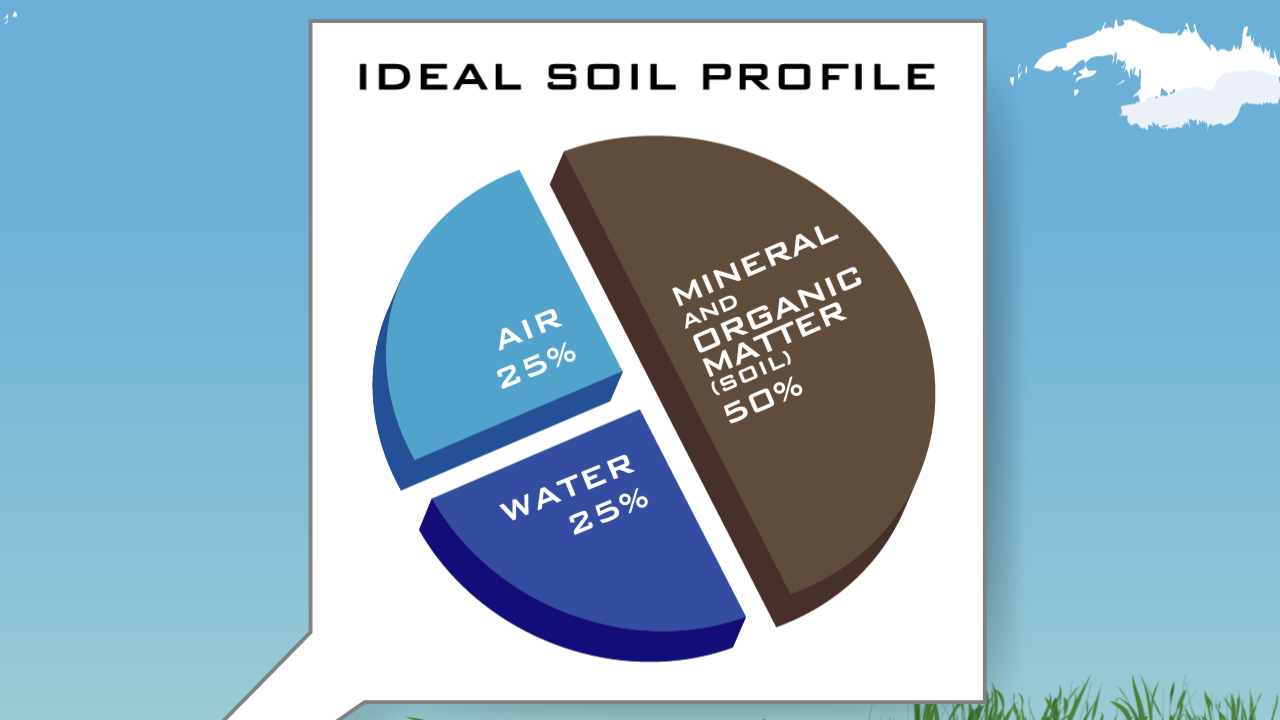 IDEAL SOIL PROFILE
AIR
25%
WATER
25%
MINERAL
AND
ORGANIC
MATTER
(SOIL)
50%